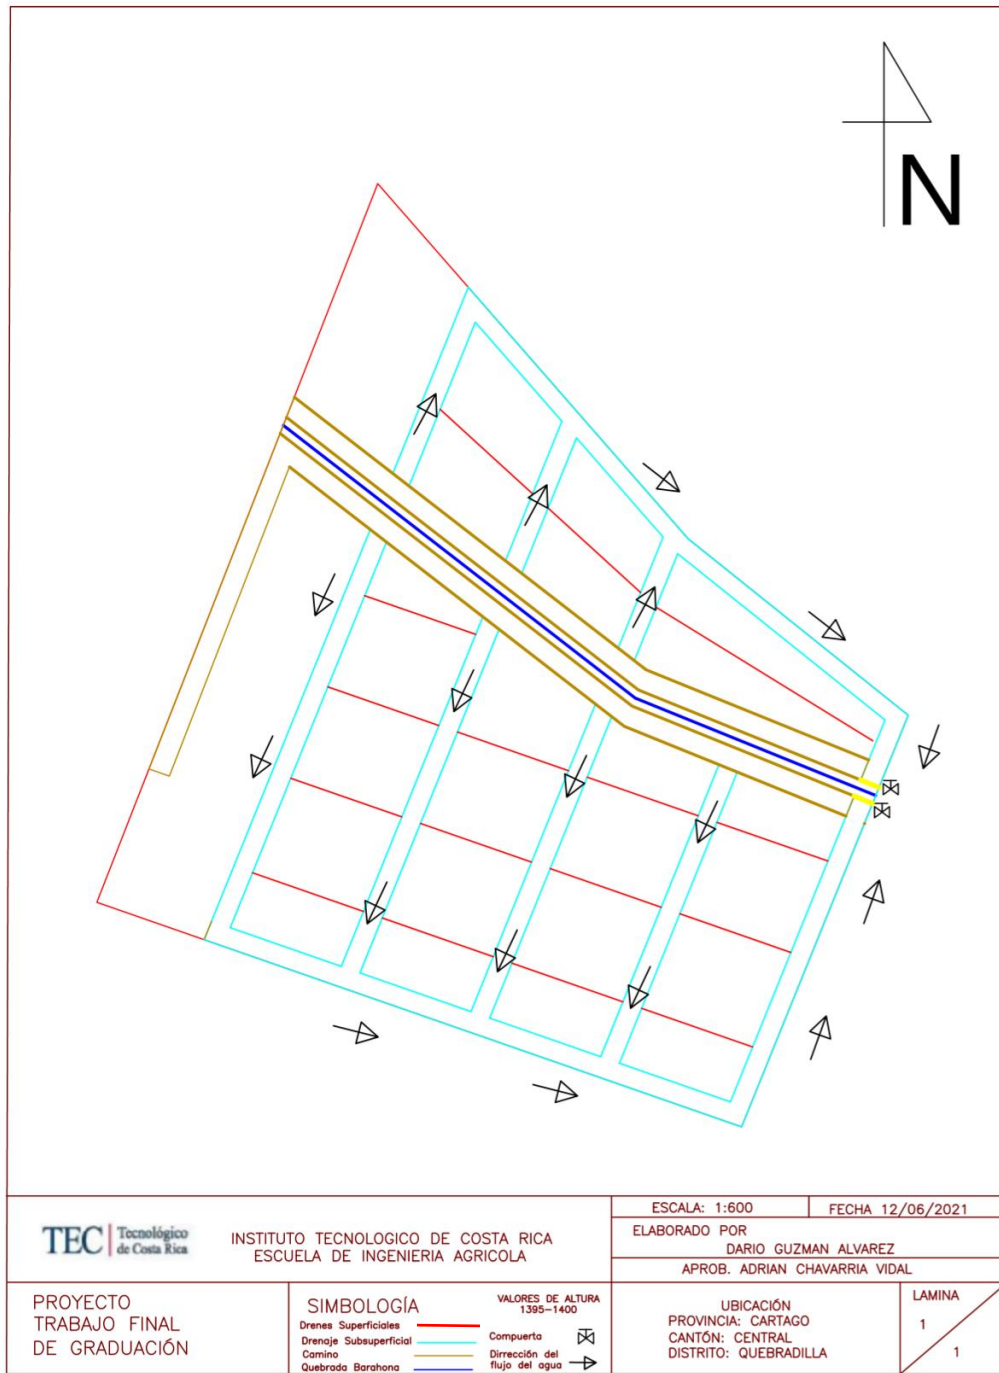 N
TEC Tecnológico
de Costa Rica
INSTITUTO TECNOLOGICO DE COSTA RICA
ESCUELA DE INGENIERIA AGRICOLA
ESCALA: 1:600
FECHA 12/06/2021
ELABORADO POR
DARIO GUZMAN ALVAREZ
APROB. ADRIAN CHAVARRIA VIDAL
PROYECTO
TRABAJO FINAL
DE GRADUACIÓN
SIMBOLOGÍA
Drenes Superficiales
Drenaje Subsuperficial
Camino
Quebrada Barahona
VALORES DE ALTURA
1395-1400
Compuerta
Dirrección del
flujo del agua
UBICACIÓN
PROVINCIA: CARTAGO
CANTÓN: CENTRAL
DISTRITO: QUEBRADILLA
LAMINA
1
1